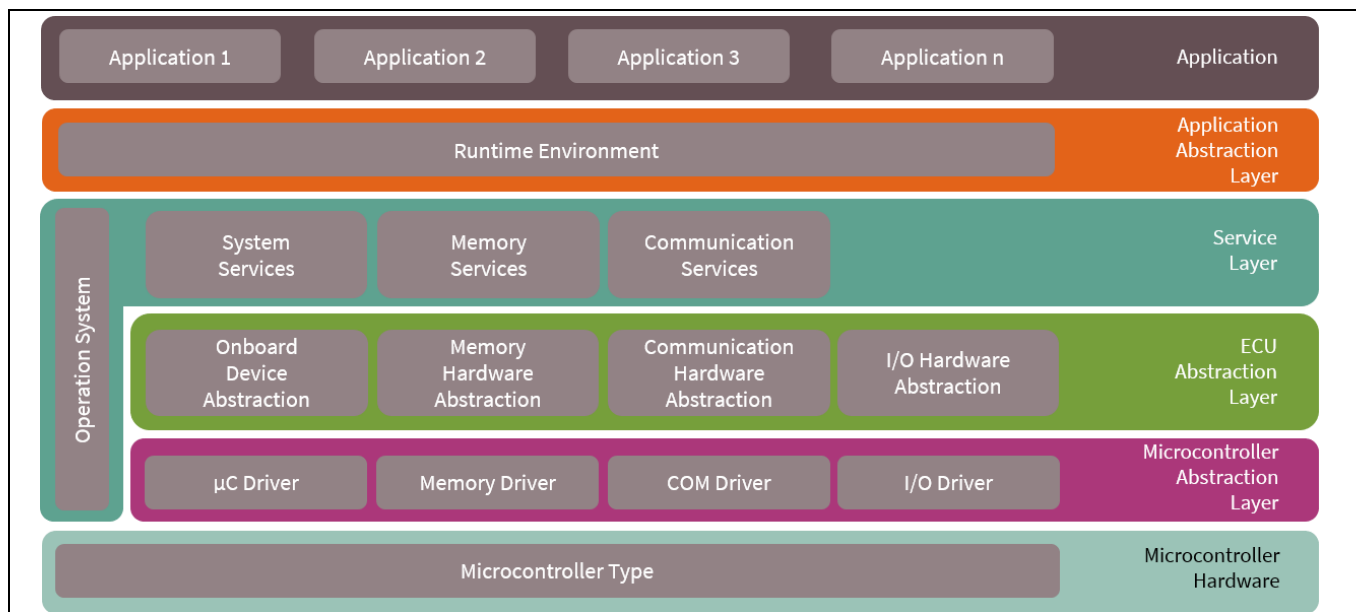 Application 1
Application 2
Application 3
Application n
Application
Runtime Environment
Application
Abstraction
Layer
Operation System
System
Services
Memory
Services
Communication
Services
Service
Layer
Onboard
Device
Abstraction
Memory
Hardware
Abstraction
Communication
Hardware
Abstraction
I/O Hardware
Abstraction
ECU
Abstraction
Layer
µC Driver
Memory Driver
COM Driver
I/O Driver
Microcontroller
Abstraction
Layer
Microcontroller Type
Microcontroller
Hardware